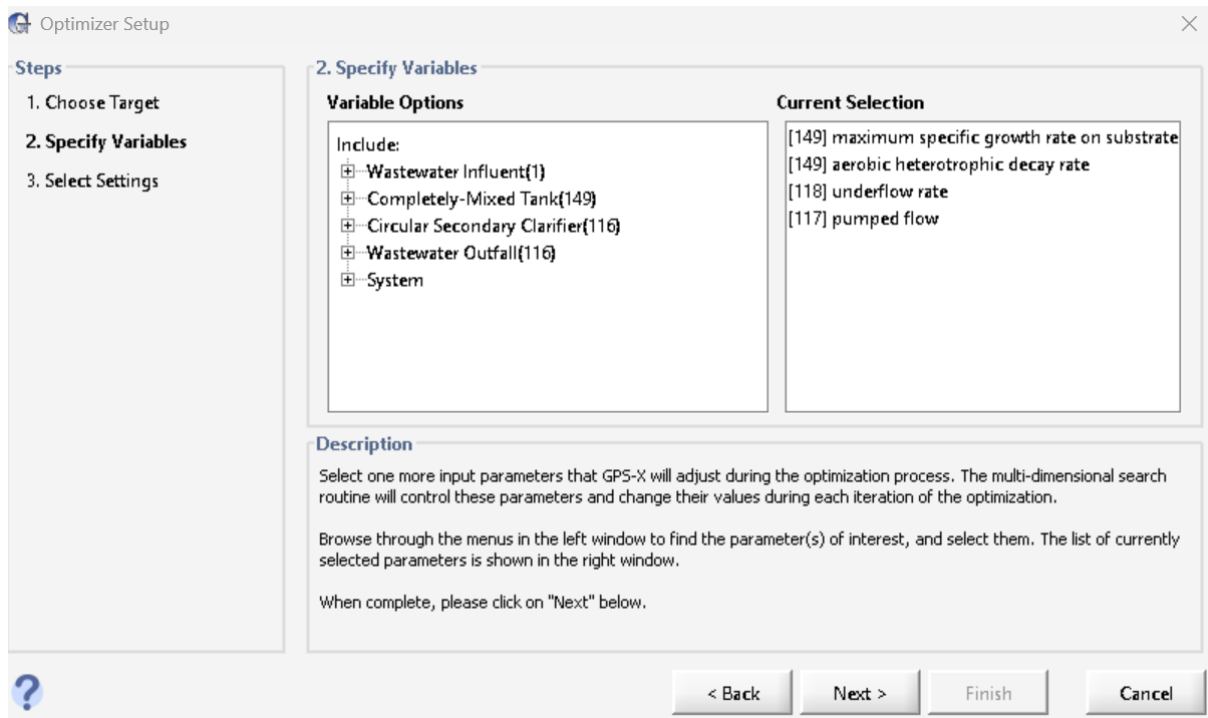 Optimizer Setup
Steps
1. Choose Target
2. Specify Variables
3. Select Settings
2. Specify Variables
Variable Options
Include:
Wastewater Influent(1)
Completely-Mixed Tank(149)
Circular Secondary Clarifier(116)
Wastewater Outfall(116)
System
Current Selection
[149] maximum specific growth rate on substrate
[149] aerobic heterotrophic decay rate
[118] underflow rate
[117] pumped flow
Description
Select one more input parameters that GPS-X will adjust during the optimization process. The multi-dimensional search
routine will control these parameters and change their values during each iteration of the optimization.
Browse through the menus in the left window to find the parameter(s) of interest, and select them. The list of currently
selected parameters is shown in the right window.
When complete, please click on "Next" below.
?
< Back
Next >
Finish
Cancel